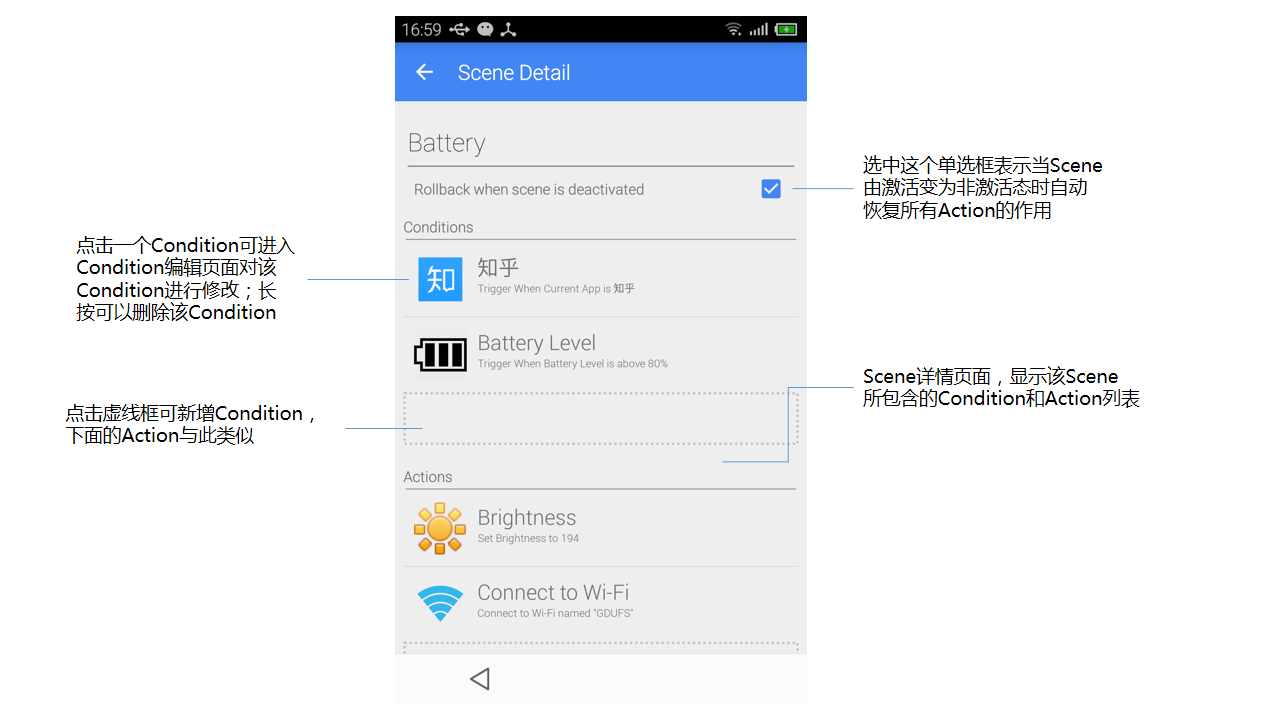 16:59
Scene Detail
Battery
Rollback when scene is deactivated
选中这个单选框表示当Scene
由激活变为非激活态时自动
恢复所有Action的作用
Conditions
点击一个Condition可进入
Condition编辑页面对该
Condition进行修改；长
按可以删除该Condition
知
知乎
Trigger When Current App is 知乎
Battery Level
Trigger When Battery Level is above 80%
Scene详情页面，显示该Scene
所包含的Condition和Action列表
点击虚线框可新增Condition，
下面的Action与此类似
Actions
Brightness
Set Brightness to 194
Connect to Wi-Fi
Connect to Wi-Fi named "GDUFS"